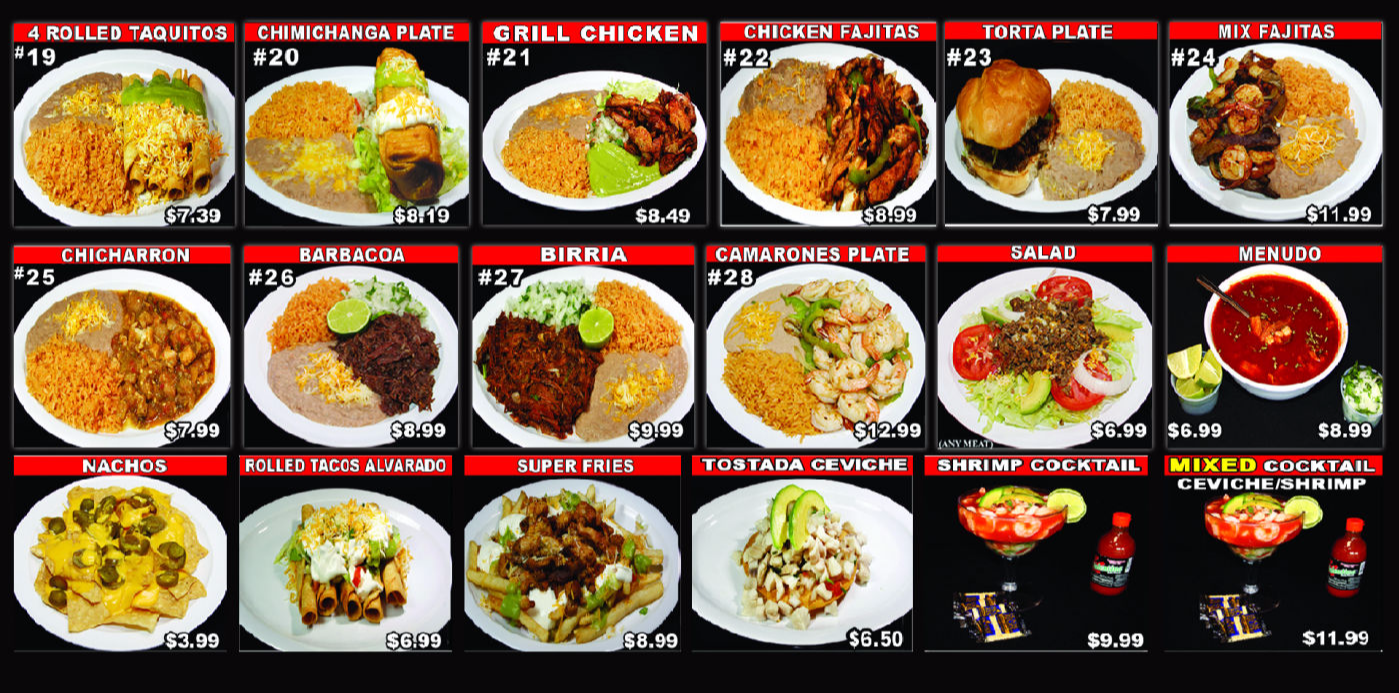 4 ROLLED TAQUITOS
#19
$7.39
CHIMICHANGA PLATE
#20
$8.19
GRILL CHICKEN
#21
$8.49
CHICKEN FAJITAS
#22
$8.99
TORTA PLATE
#23
$7.99
MIX FAJITAS
#24
$11.99
CHICHARRON
#25
$7.99
BARBACOA
#26
$8.99
BIRRIA
#27
$9.99
CAMARONES PLATE
#28
$12.99
SALAD
(ANY MEAT)
$6.99
MENUDO
$6.99
$8.99
NACHOS
$3.99
ROLLED TACOS ALVARADO
$6.99
SUPER FRIES
$8.99
TOSTADA CEVICHE
$6.50
SHRIMP COCKTAIL
$9.99
MIXED COCKTAIL
CEVICHE/SHRIMP
$11.99